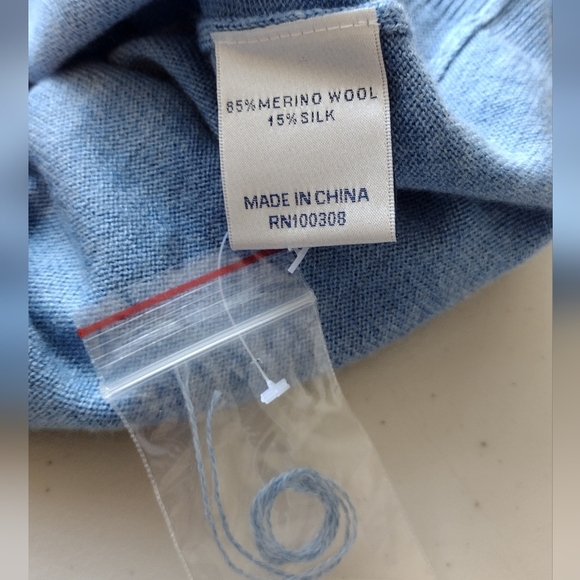 85%MERINO WOOL
15%SILK
MADE IN CHINA
RN100308